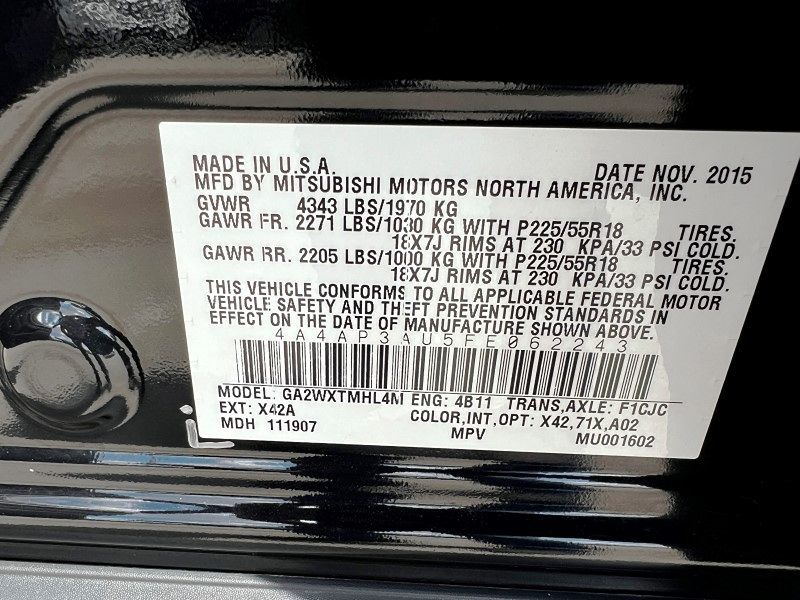 MADE IN U.S.A. DATE NOV. 2015
MFD BY MITSUBISHI MOTORS NORTH AMERICA, INC.
GVWR 4343 LBS/1970 KG
GAWR FR. 2271 LBS/1030 KG WITH P225/55R18 TIRES.
18X7J RIMS AT 230 KPA/33 PSI COLD.
GAWR RR. 2205 LBS/1000 KG WITH P225/55R18 TIRES.
18X7J RIMS AT 230 KPA/33 PSI COLD.
THIS VEHICLE CONFORMS TO ALL APPLICABLE FEDERAL MOTOR
VEHICLE SAFETY AND THEFT PREVENTION STANDARDS IN
EFFECT ON THE DATE OF MANUFACTURE SHOWN ABOVE.
4A4AP3AU5FE062243
MODEL: GA2WXTMHL4M ENG: 4B11 TRANS,AXLE: F1CJC
EXT: X42A COLOR,INT,OPT: X42,71X,A02
MDH 111907 MPV MU001602